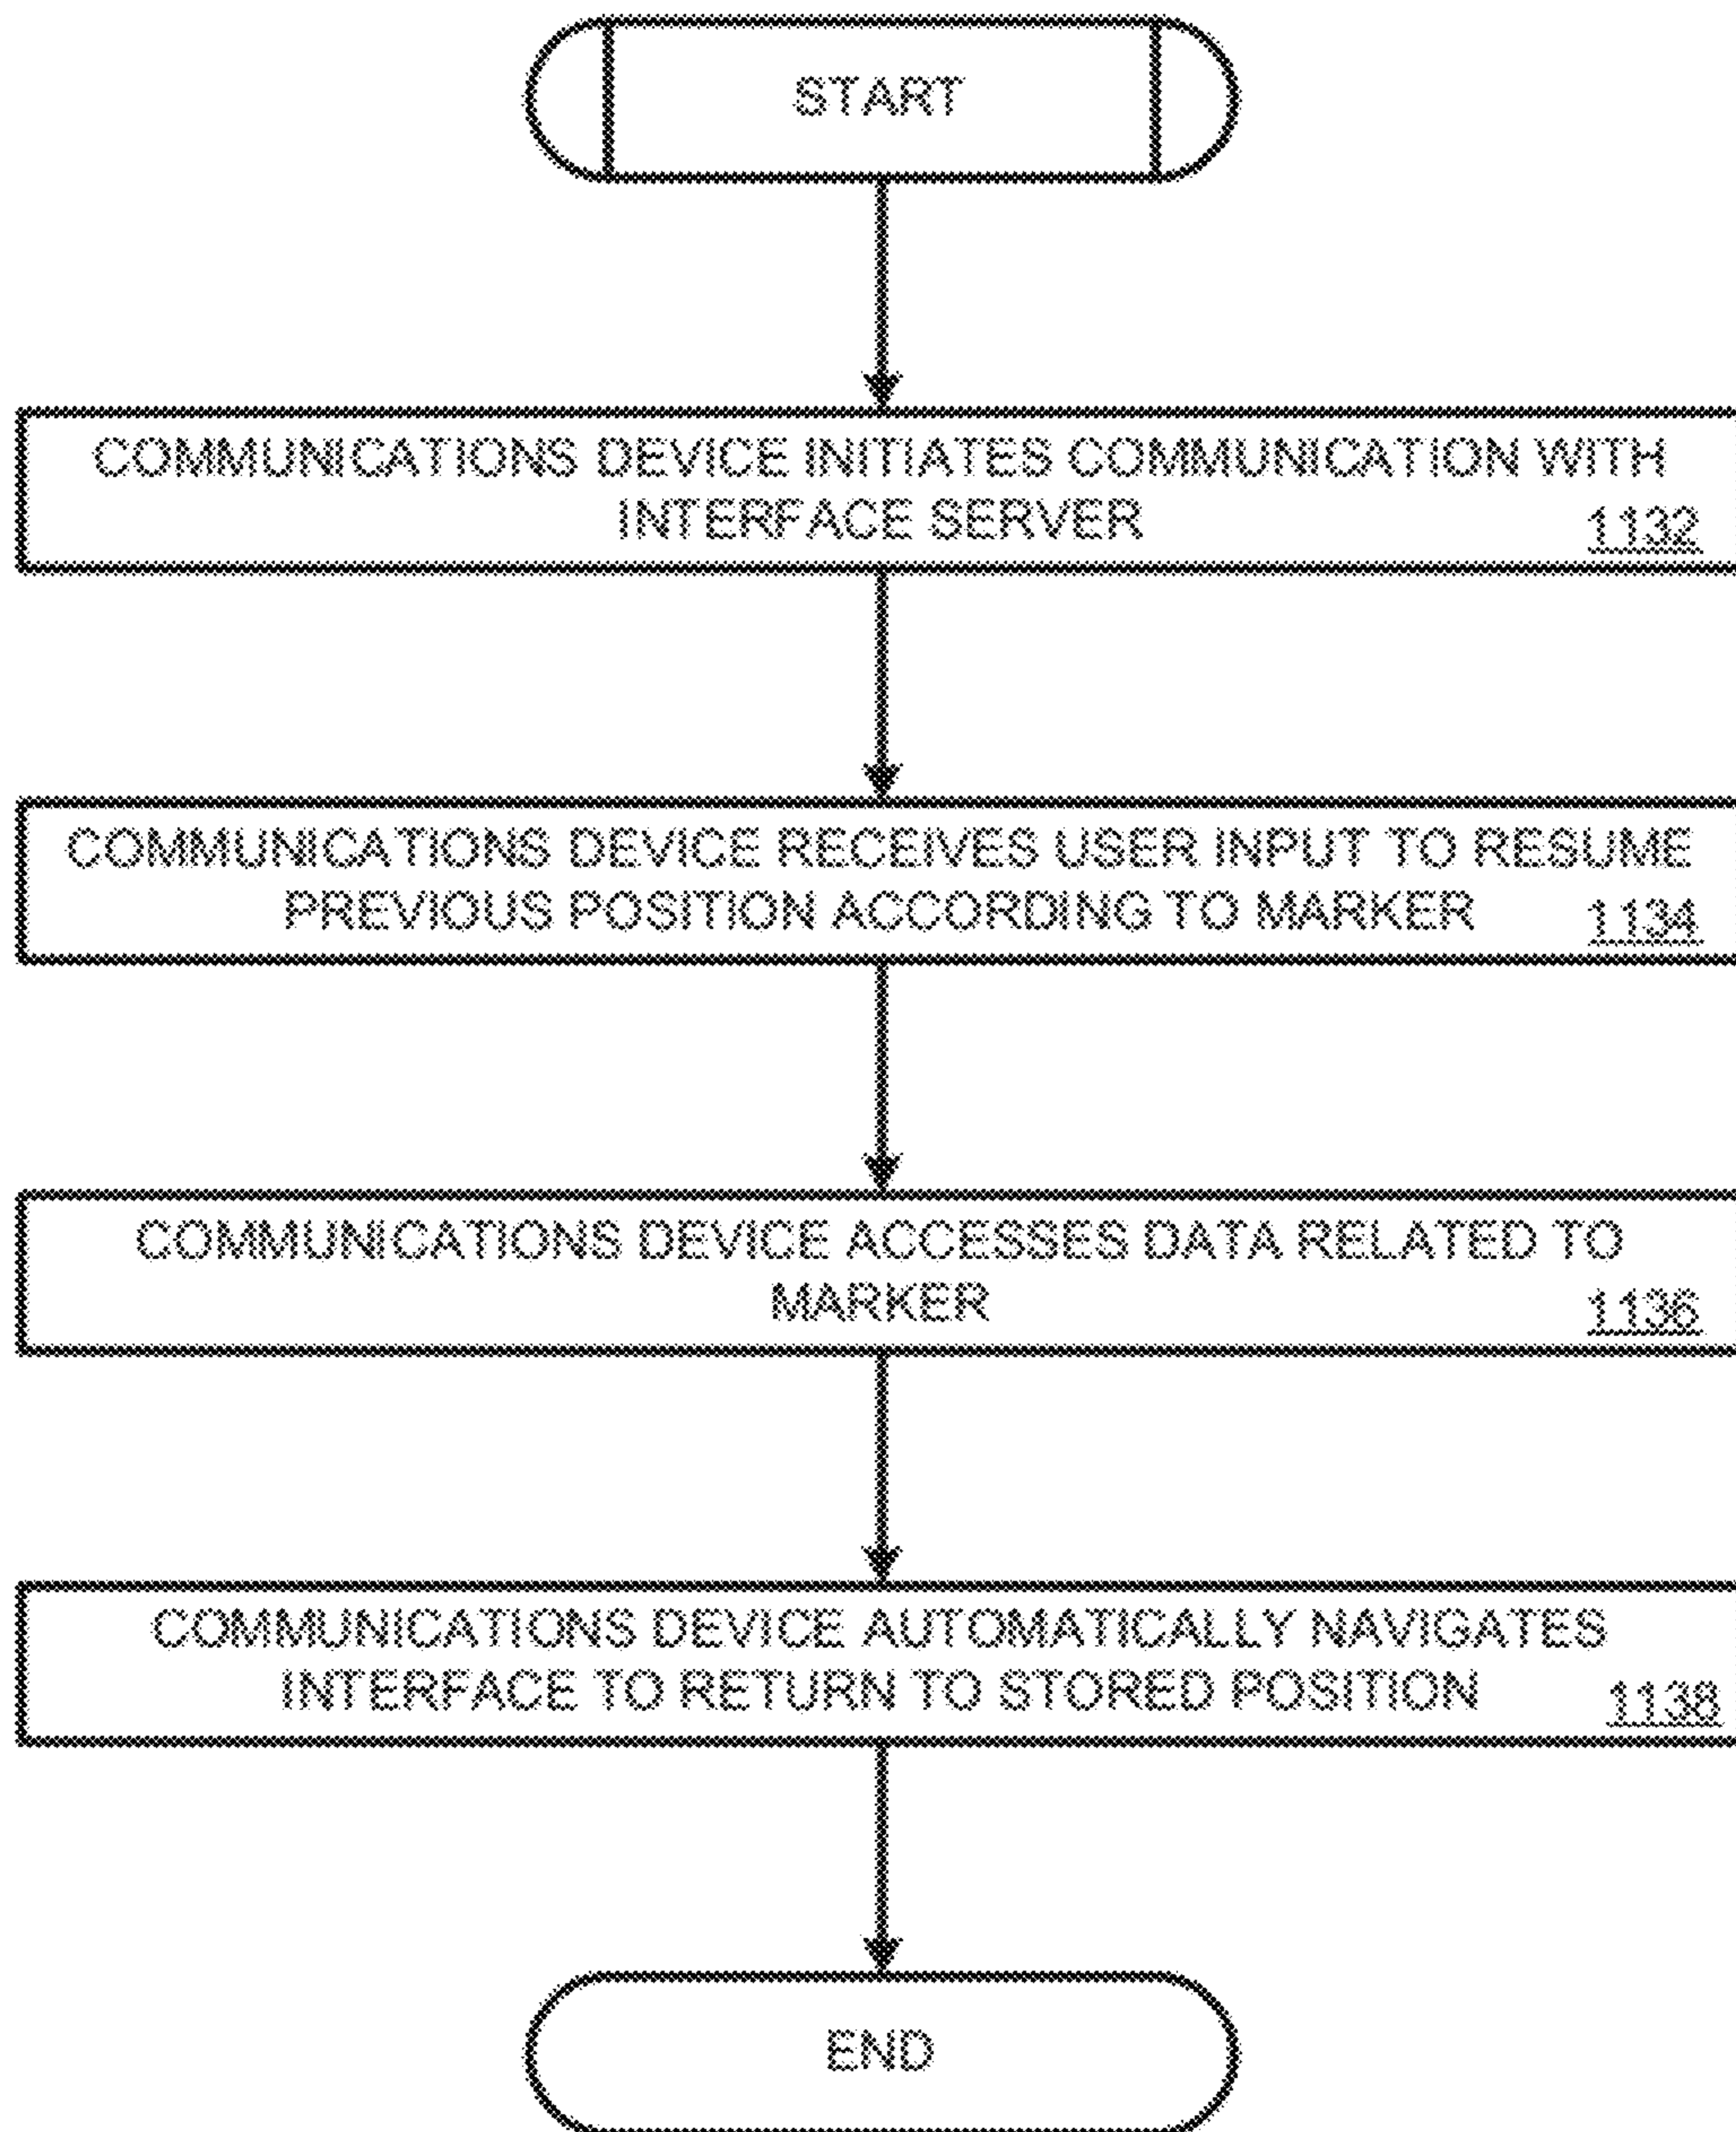 START
COMMUNICATIONS DEVICE INITIATES COMMUNICATION WITH
INTERFACE SERVER
1132
COMMUNICATIONS DEVICE RECEIVES USER INPUT TO RESUME
PREVIOUS POSITION ACCORDING TO MARKER
1134
COMMUNICATIONS DEVICE ACCESSES DATA RELATED TO
MARKER
1136
COMMUNICATIONS DEVICE AUTOMATICALLY NAVIGATES
INTERFACE TO RETURN TO STORED POSITION
1138
END